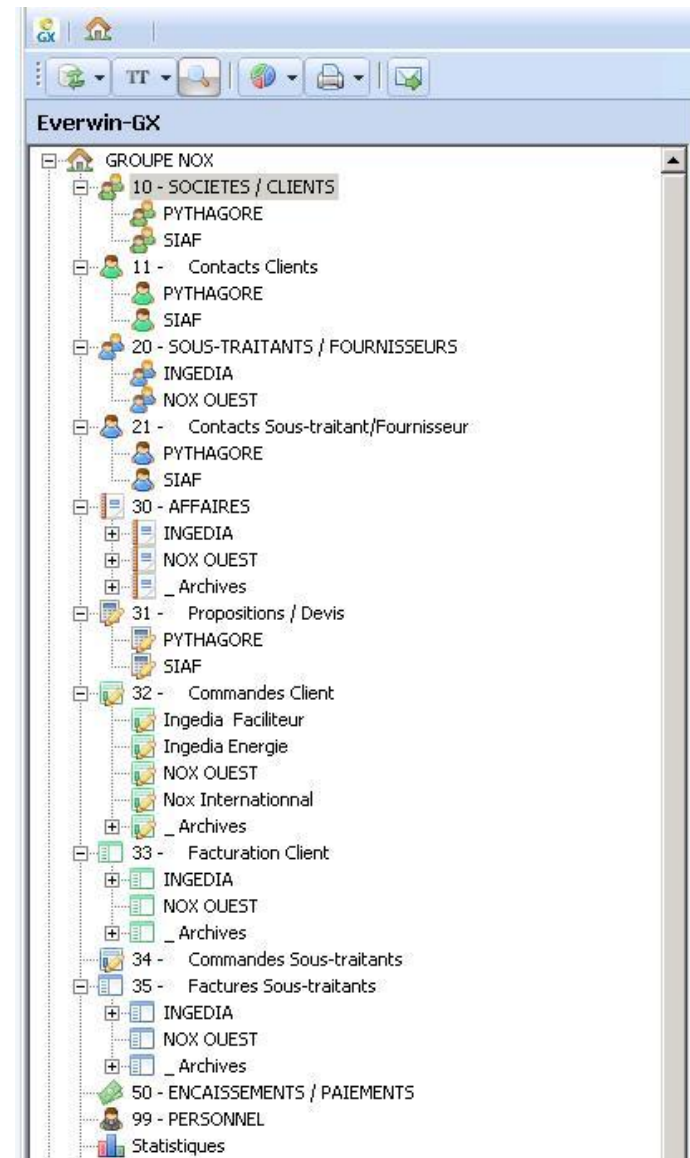 GX
TT
Everwin-GX
GROUPE NOX
10 - SOCIETES / CLIENTS
PYTHAGORE
SIAF
11 - Contacts Clients
PYTHAGORE
SIAF
20 - SOUS-TRAITANTS / FOURNISSEURS
INGEDIA
NOX OUEST
21 - Contacts Sous-traitant/Fournisseur
PYTHAGORE
SIAF
30 - AFFAIRES
INGEDIA
NOX OUEST
_ Archives
31 - Propositions / Devis
PYTHAGORE
SIAF
32 - Commandes Client
Ingedia Faciliteur
Ingedia Energie
NOX OUEST
Nox Internationnal
_ Archives
33 - Facturation Client
INGEDIA
NOX OUEST
_ Archives
34 - Commandes Sous-traitants
35 - Factures Sous-traitants
INGEDIA
NOX OUEST
_ Archives
50 - ENCAISSEMENTS / PAIEMENTS
99 - PERSONNEL
Statistiques